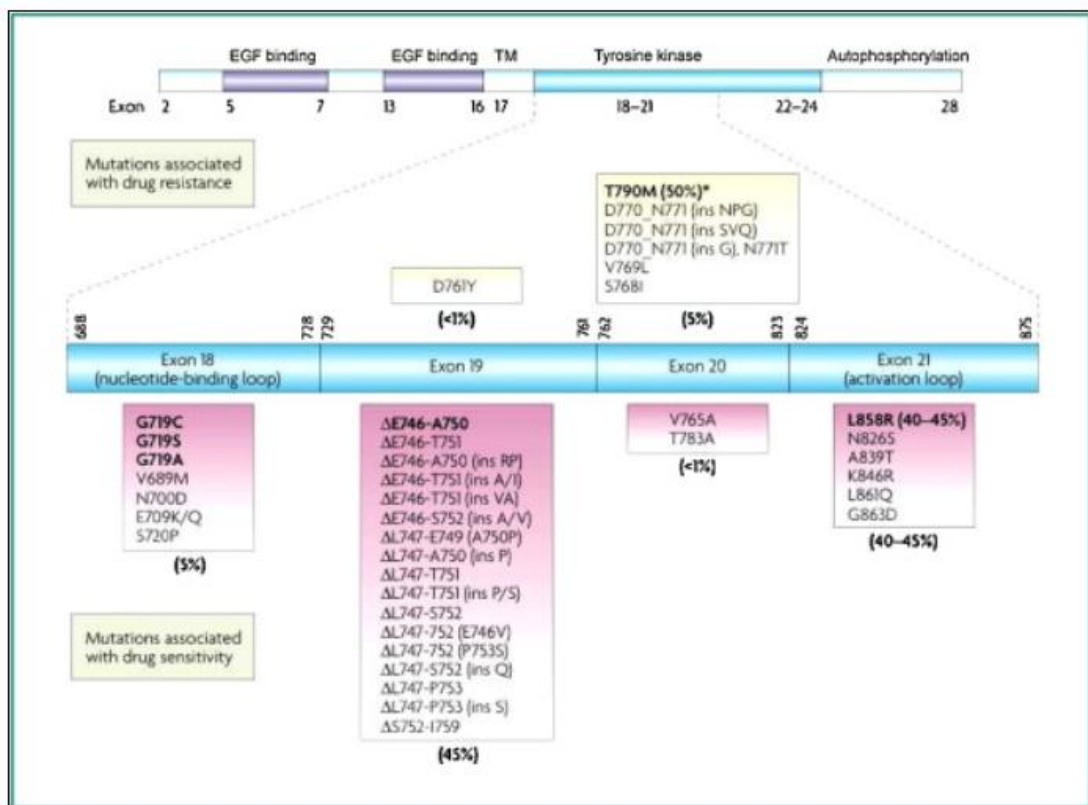 EGF binding EGF binding TM Tyrosine kinase Autophosphorylation
Exon 2 5 7 13 16 17 18–21 22–24 28
Mutations associated
with drug resistance
T790M (50%)*
D770_N771 (ins NPG)
D770_N771 (ins SVQ)
D770_N771 (ins G), N771T
V769L
S768I
(5%)
D761Y
(<1%)
688 728 729 761 762 823 824 875
Exon 18
(nucleotide-binding loop)
Exon 19
Exon 20
Exon 21
(activation loop)
G719C
G719S
G719A
V689M
N700D
E709K/Q
S720P
(5%)
ΔE746-A750
ΔE746-T751
ΔE746-A750 (ins RP)
ΔE746-T751 (ins A/I)
ΔE746-T751 (ins VA)
ΔE746-S752 (ins A/V)
ΔL747-E749 (A750P)
ΔL747-A750 (ins P)
ΔL747-T751
ΔL747-T751 (ins P/S)
ΔL747-S752
ΔL747-752 (E746V)
ΔL747-752 (P753S)
ΔL747-S752 (ins Q)
ΔL747-P753
ΔL747-P753 (ins S)
ΔS752-I759
(45%)
V765A
T783A
(<1%)
L858R (40–45%)
N826S
A839T
K846R
L861Q
G863D
(40–45%)
Mutations associated
with drug sensitivity